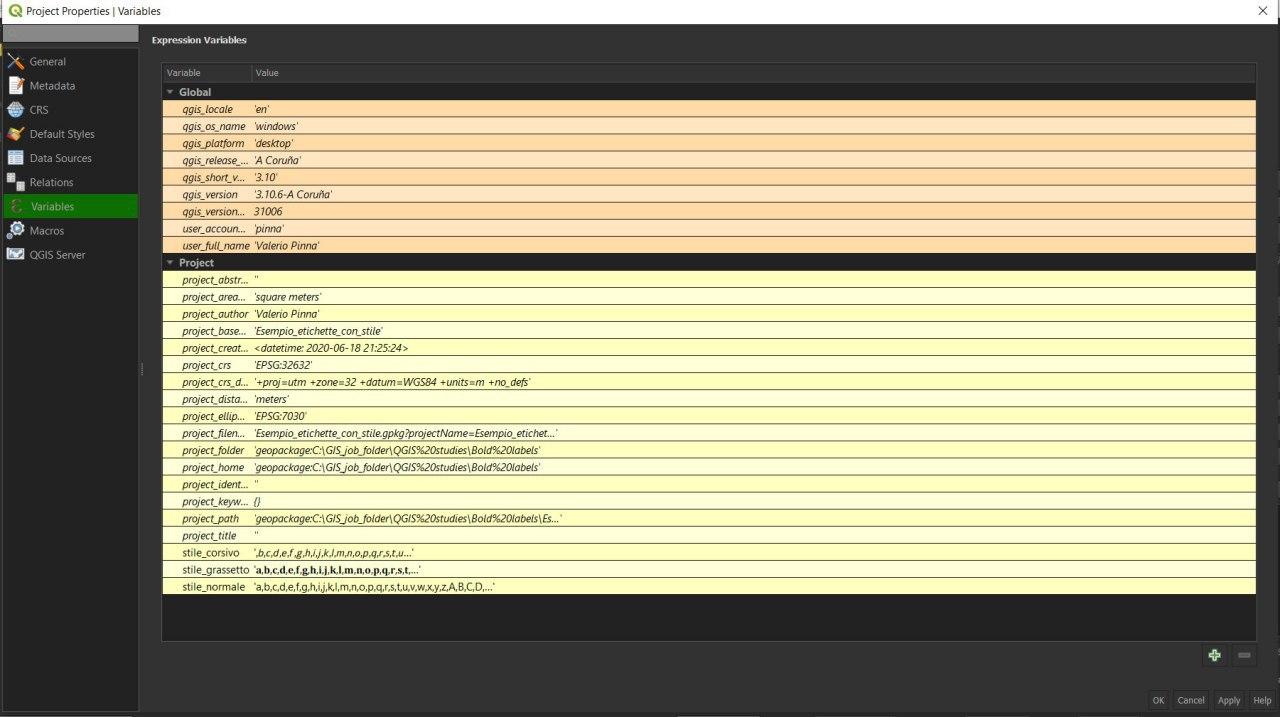 Project Properties | Variables
General
Metadata
CRS
Default Styles
Data Sources
Relations
Variables
Macros
QGIS Server
Expression Variables
Variable Value
Global
qgis_locale 'en'
qgis_os_name 'windows'
qgis_platform 'desktop'
qgis_release_... 'A Coruña'
qgis_short_v... '3.10'
qgis_version '3.10.6-A Coruña'
qgis_version... 31006
user_accoun... 'pinna'
user_full_name 'Valerio Pinna'
Project
project_abstr... ''
project_area... 'square meters'
project_author 'Valerio Pinna'
project_base... 'Esempio_etichette_con_stile'
project_creat... <datetime: 2020-06-18 21:25:24>
project_crs 'EPSG:32632'
project_crs_d... '+proj=utm +zone=32 +datum=WGS84 +units=m +no_defs'
project_dista... 'meters'
project_ellip... 'EPSG:7030'
project_filen... 'Esempio_etichette_con_stile.gpkg?projectName=Esempio_etichet...'
project_folder 'geopackage:C:\GIS_job_folder\QGIS%20studies\Bold%20labels'
project_home 'geopackage:C:\GIS_job_folder\QGIS%20studies\Bold%20labels'
project_ident... ''
project_keyw... {}
project_path 'geopackage:C:\GIS_job_folder\QGIS%20studies\Bold%20labels\Es...'
project_title ''
stile_corsivo ',b,c,d,e,f,g,h,i,j,k,l,m,n,o,p,q,r,s,t,u...'
stile_grassetto 'a,b,c,d,e,f,g,h,i,j,k,l,m,n,o,p,q,r,s,t,...'
stile_normale 'a,b,c,d,e,f,g,h,i,j,k,l,m,n,o,p,q,r,s,t,u,v,w,x,y,z,A,B,C,D,...'
OK Cancel Apply Help